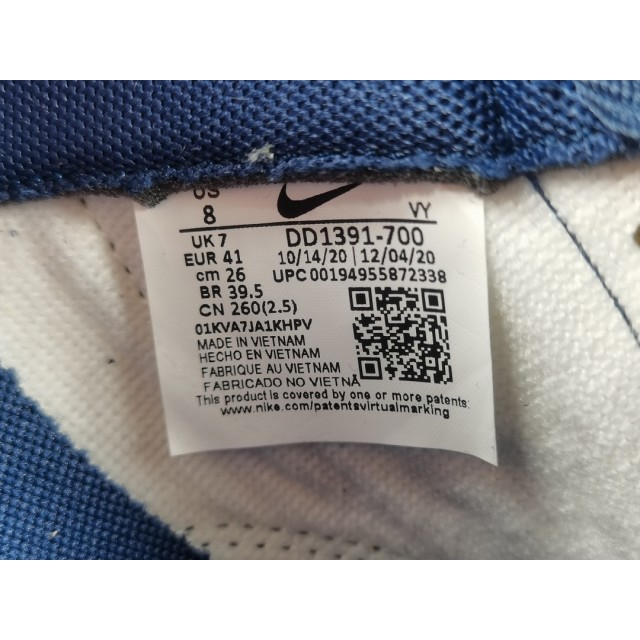 US
8
VY
UK 7
DD1391-700
EUR 41
10/14/20 | 12/04/20
cm 26
UPC 00194955872338
BR 39.5
CN 260(2.5)
01KVA7JA1KHPV
MADE IN VIETNAM
HECHO EN VIETNAM
FABRIQUE AU VIETNAM
FABRICADO NO VIETNÃ
This product is covered by one or more patents:
www.nike.com/patentsvirtualmarking